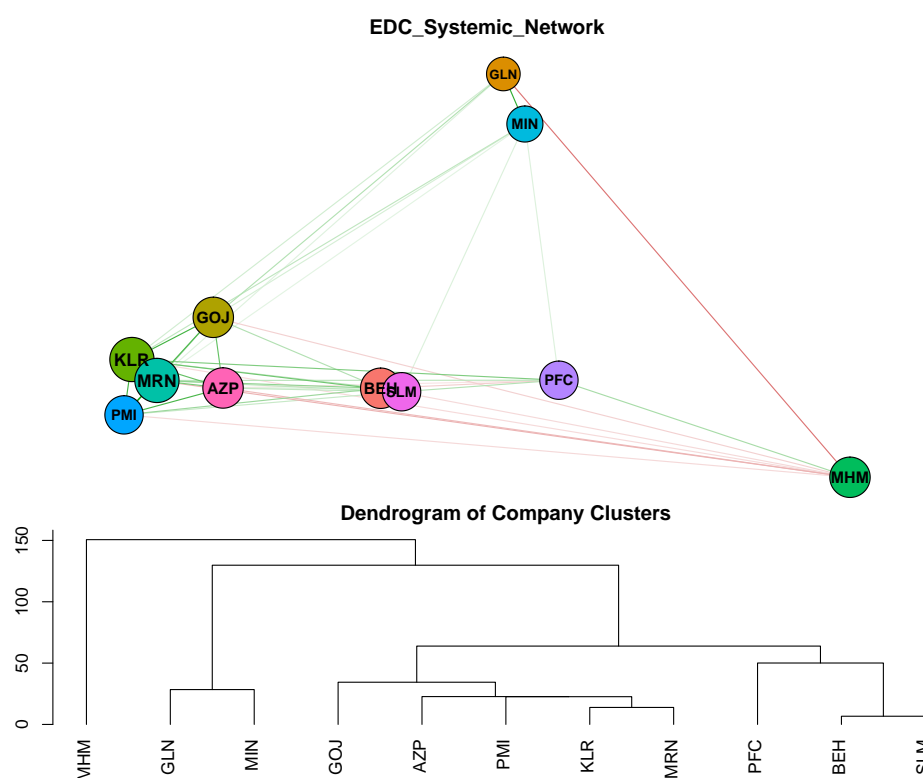 EDC_Systemic_Network
GLN
MIN
GOJ
KLR
MRN
AZP
BEH
SLM
PFC
PMI
MHM
Dendrogram of Company Clusters
150
100
50
0
MHM
GLN
MIN
GOJ
AZP
PMI
KLR
MRN
PFC
BEH
SLM